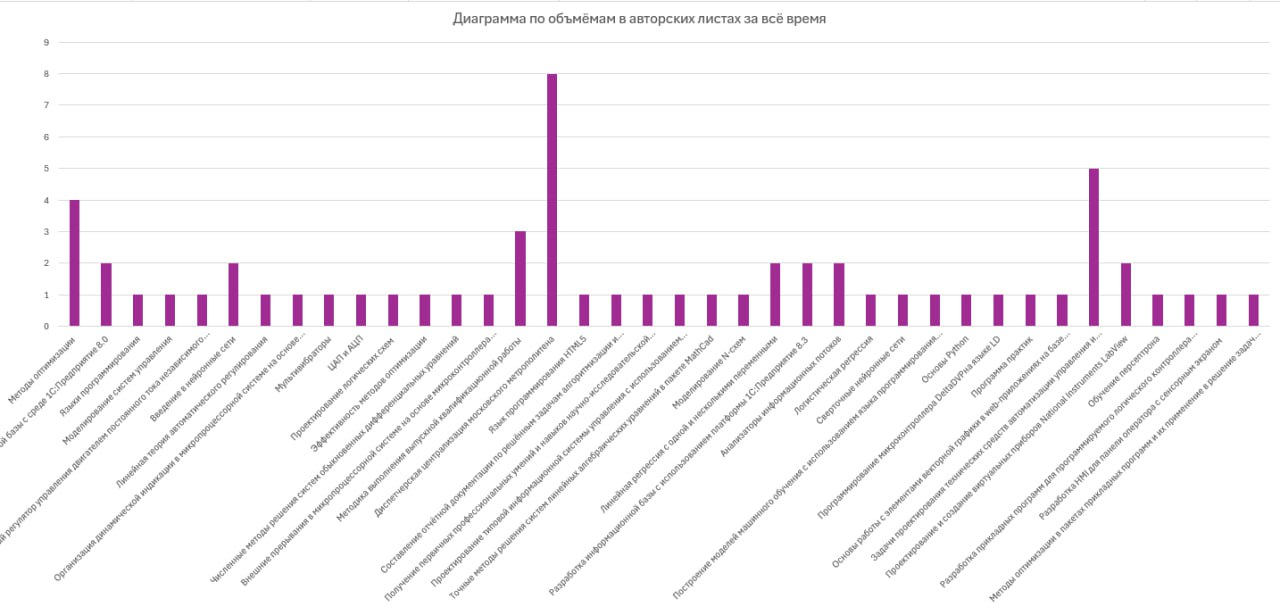 Диаграмма по объмёмам в авторских листах за всё время
9
8
7
6
5
4
3
2
1
0
Методы оптимизации
ой базы с среде 1С:Предприятие 8.0
Языки программирования
Моделирование систем управления
регулятор управления двигателем постоянного тока независимого...
Введение в нейронные сети
Линейная теория автоматического регулирования
Организация динамической индикации в микропроцессорной системе на основе...
Мультивибраторы
ЦАП и АЦП
Проектирование логических схем
Эффективность методов оптимизации
Численные методы решения систем обыкновенных дифференциальных уравнений
Внешние прерывания в микропроцессорной системе на основе микроконтроллера...
Методика выполнения выпускной квалификационной работы
Диспетчерская централизация московского метрополитена
Язык программирования HTML5
Составление отчётной документации по решённым задачам алгоритмизации и...
Получение первичных профессиональных умений и навыков научно-исследовательской...
Проектирование типовой информационной системы управления с использованием...
Точные методы решения систем линейных алгебраических уравнений в пакете MathCad
Моделирование N-схем
Линейная регрессия с одной и несколькими переменными
Разработка информационной базы с использованием платформы 1С:Предприятие 8.3
Анализаторы информационных потоков
Логистическая регрессия
Сверточные нейронные сети
Построение моделей машинного обучения с использованием языка программирования...
Основы Python
Программирование микроконтроллера DeltaDVPна языке LD
Программа практик
Основы работы с элементами векторной графики в web-приложениях на базе...
Задачи проектирования технических средств автоматизации управления и...
Проектирование и создание виртуальных приборов National Instruments LabView
Обучение персептрона
Разработка прикладных программ для программируемого логического контроллера...
Разработка HMI для панели оператора с сенсорным экраном
Методы оптимизации в пакетах прикладных программ и их применение в решение задач...